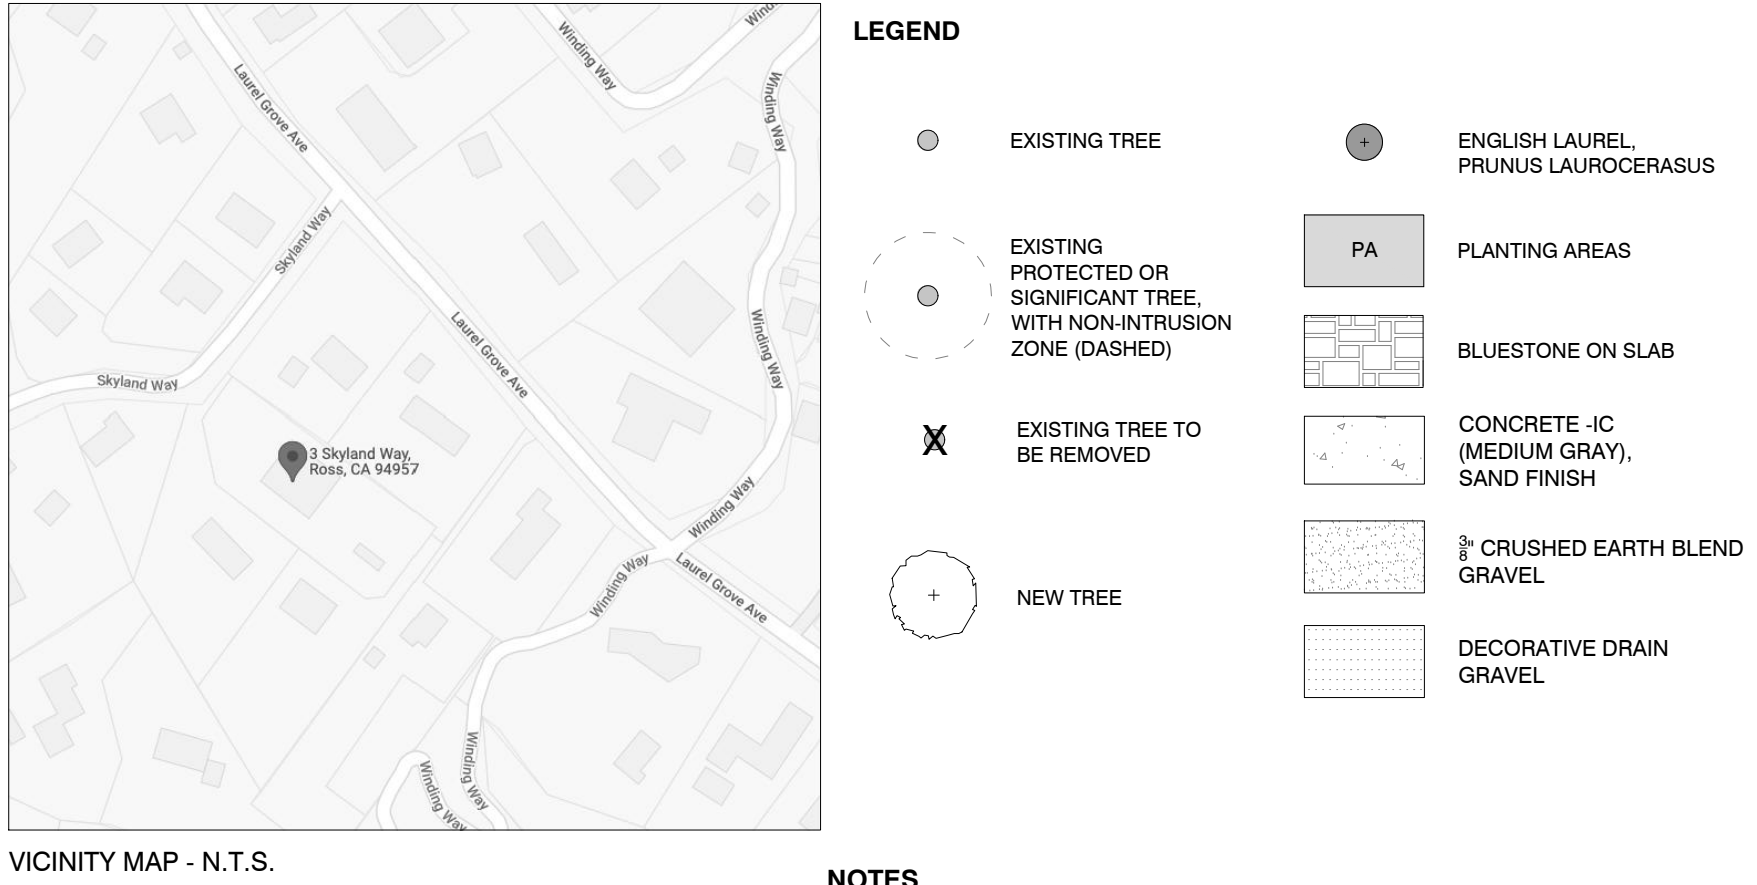 Winding Way
Winding Way
Laurel Grove Ave
Winding Way
Skyland Way
Laurel Grove Ave
Winding Way
Skyland Way
3 Skyland Way,
Ross, CA 94957
Winding Way
Winding Way
Laurel Grove Ave
Winding Way
Winding Way
VICINITY MAP - N.T.S.
LEGEND
EXISTING TREE
EXISTING
PROTECTED OR
SIGNIFICANT TREE,
WITH NON-INTRUSION
ZONE (DASHED)
X
EXISTING TREE TO
BE REMOVED
NEW TREE
ENGLISH LAUREL,
PRUNUS LAUROCERASUS
PA
PLANTING AREAS
BLUESTONE ON SLAB
CONCRETE -IC
(MEDIUM GRAY),
SAND FINISH
3/8" CRUSHED EARTH BLEND
GRAVEL
DECORATIVE DRAIN
GRAVEL
NOTES